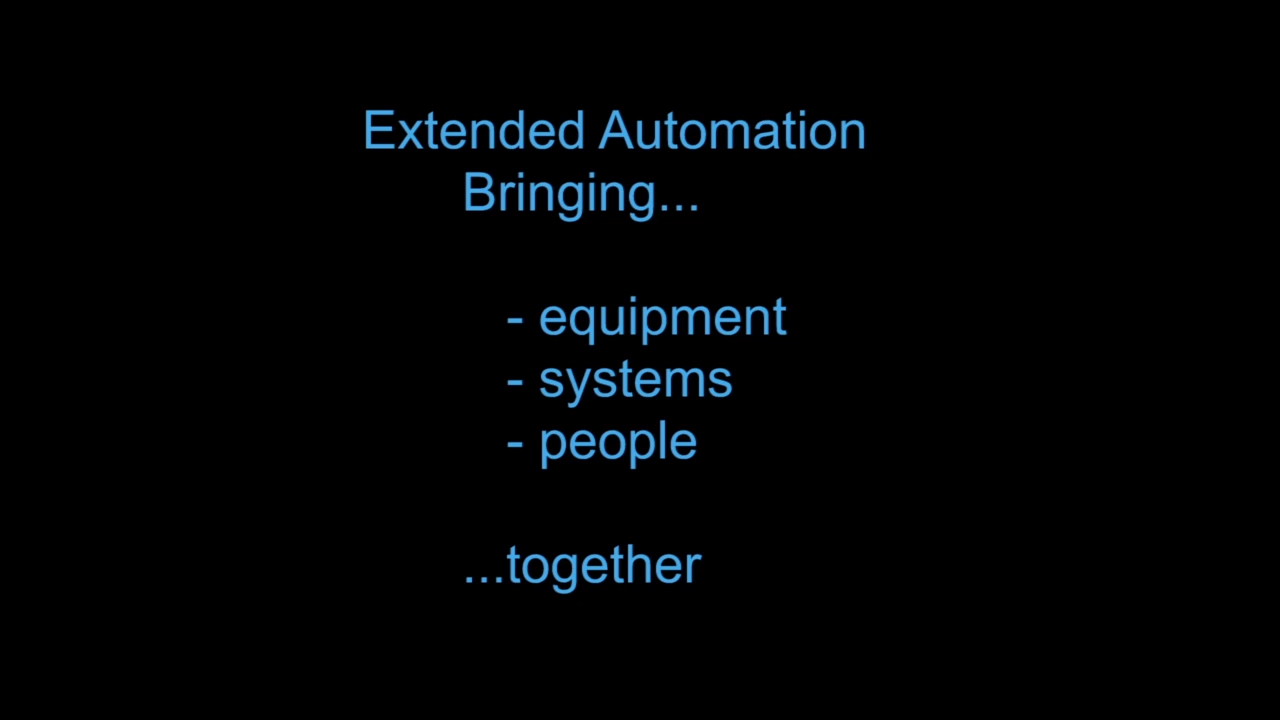 Extended Automation
Bringing...
- equipment
- systems
- people
...together